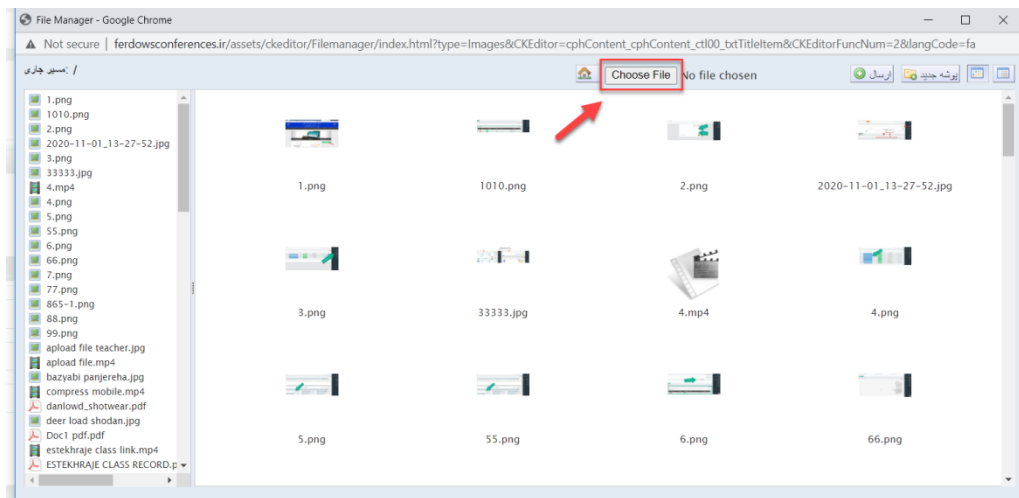 File Manager - Google Chrome
Not secure | ferdowsconferences.ir/assets/ckeditor/Filemanager/index.html?type=Images&CKEditor=cphContent_cphContent_ctl00_txtTitleItem&CKEditorFuncNum=2&langCode=fa
مسیر جاری: /
Choose File No file chosen
ارسال
پوشه جدید
1.png
1010.png
2.png
2020-11-01_13-27-52.jpg
3.png
33333.jpg
4.mp4
4.png
5.png
55.png
6.png
66.png
7.png
77.png
865-1.png
88.png
99.png
apload file teacher.jpg
apload file.mp4
bazyabi panjereha.jpg
compress mobile.mp4
danlowd_shotwear.pdf
deer load shodan.jpg
Doc1 pdf.pdf
estekhraje class link.mp4
ESTEKHRAJE CLASS RECORD.p
1.png 1010.png 2.png 2020-11-01_13-27-52.jpg
3.png 33333.jpg 4.mp4 4.png
5.png 55.png 6.png 66.png